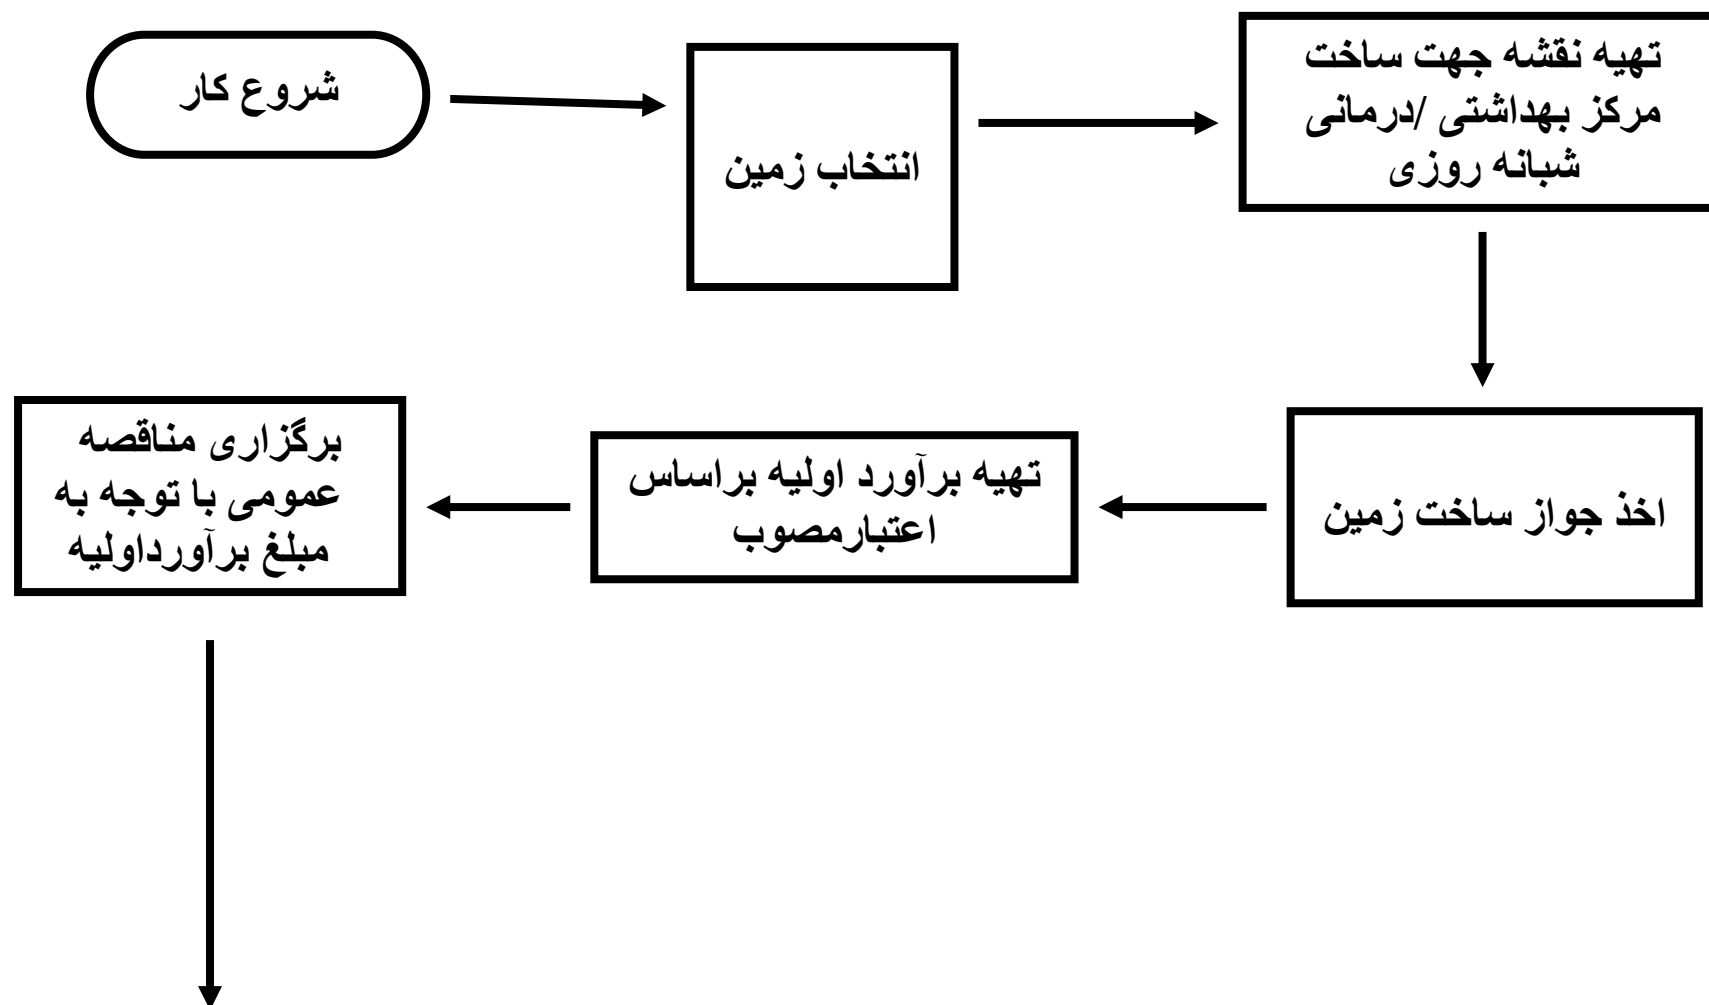 شروع کار
انتخاب زمین
تهیه نقشه جهت ساخت
مرکز بهداشتی /درمانی
شبانه روزی
اخذ جواز ساخت زمین
تهیه برآورد اولیه براساس
اعتبارمصوب
برگزاری مناقصه
عمومی با توجه به
مبلغ برآورداولیه